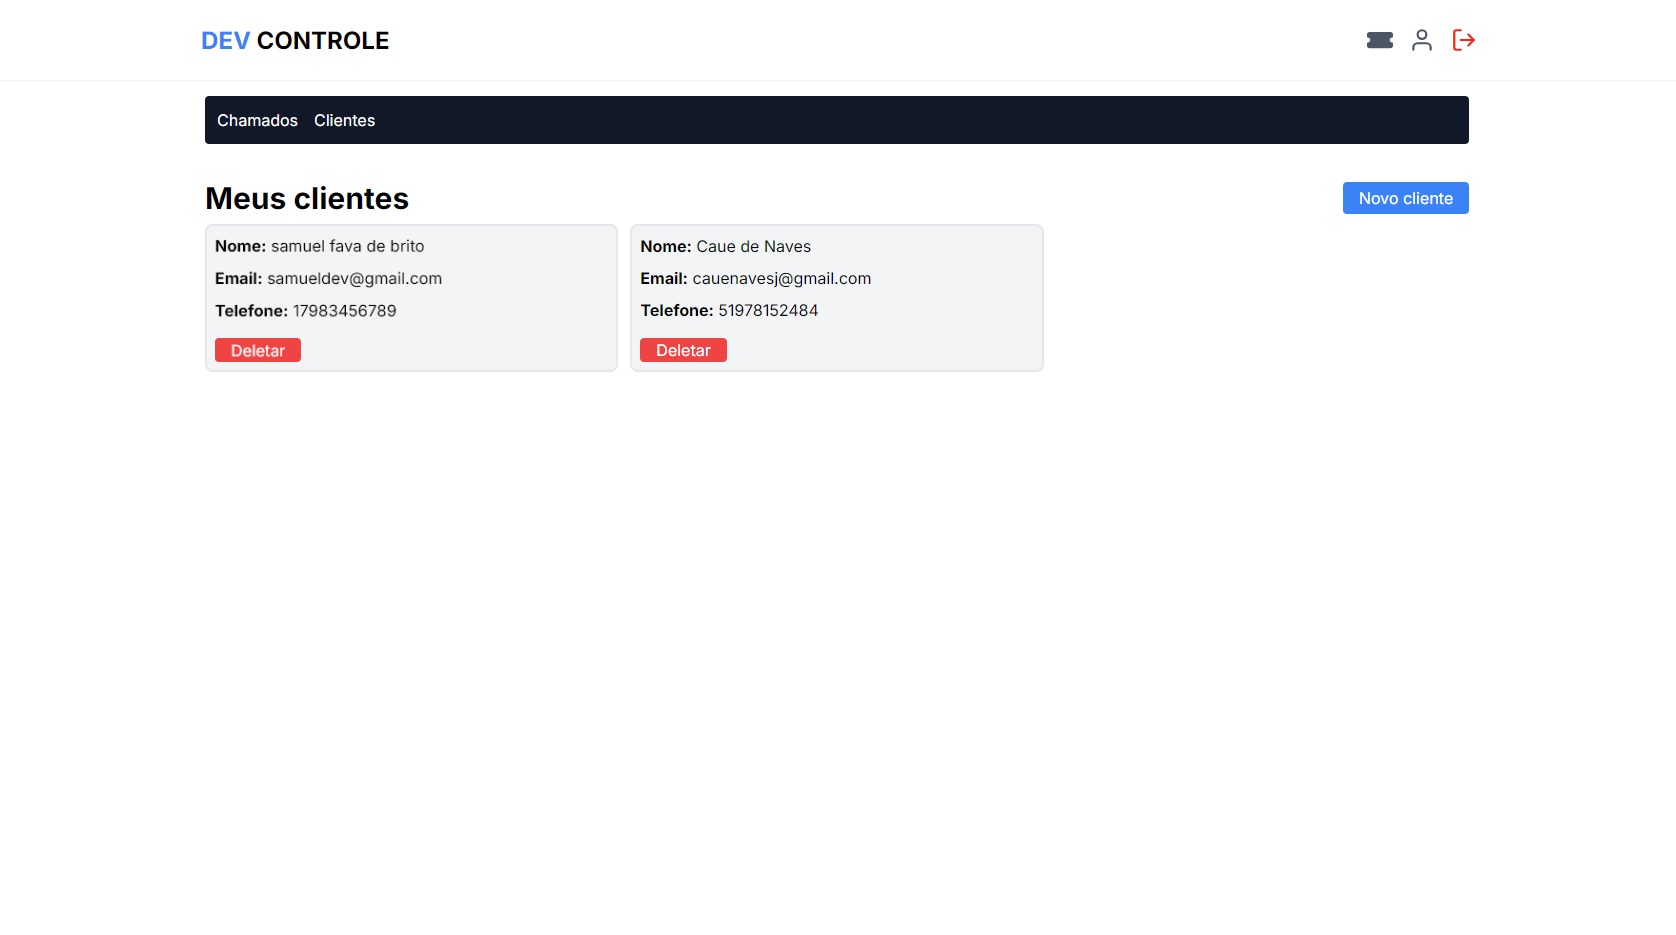 DEV CONTROLE
Chamados Clientes
Meus clientes
Novo cliente
Nome: samuel fava de brito
Email: samueldev@gmail.com
Telefone: 17983456789
Deletar
Nome: Caue de Naves
Email: cauenavesj@gmail.com
Telefone: 51978152484
Deletar